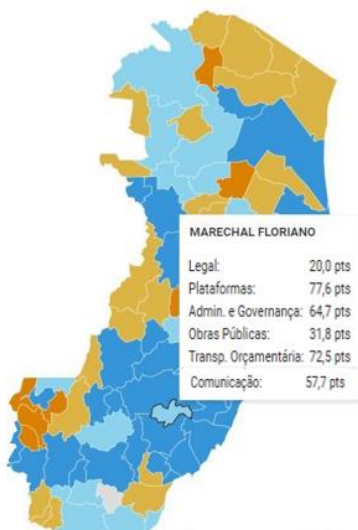 MARECHAL FLORIANO
Legal: 20,0 pts
Plataformas: 77,6 pts
Admin. e Governança: 64,7 pts
Obras Públicas: 31,8 pts
Transp. Orçamentária: 72,5 pts
Comunicação: 57,7 pts